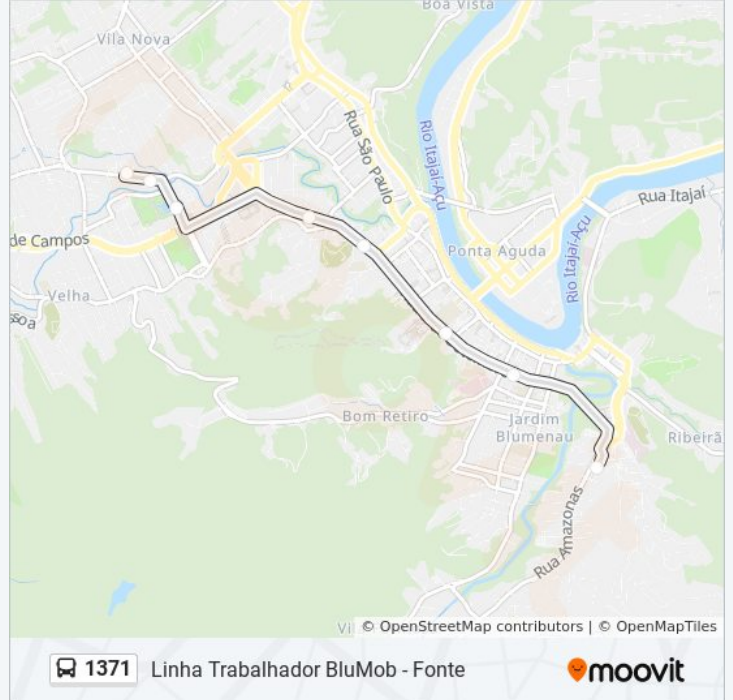 Boa Vista
Vila Nova
Rua São Paulo
Rio Itajaí-Açu
Rua Itajaí
Rio Itajaí-Açu
de Campos
Ponta Aguda
Velha
Bom Retiro
Jardim
Blumenau
Ribeirã
Rua Amazonas
© OpenStreetMap contributors | © OpenMapTiles
1371 Linha Trabalhador BluMob - Fonte
moovit